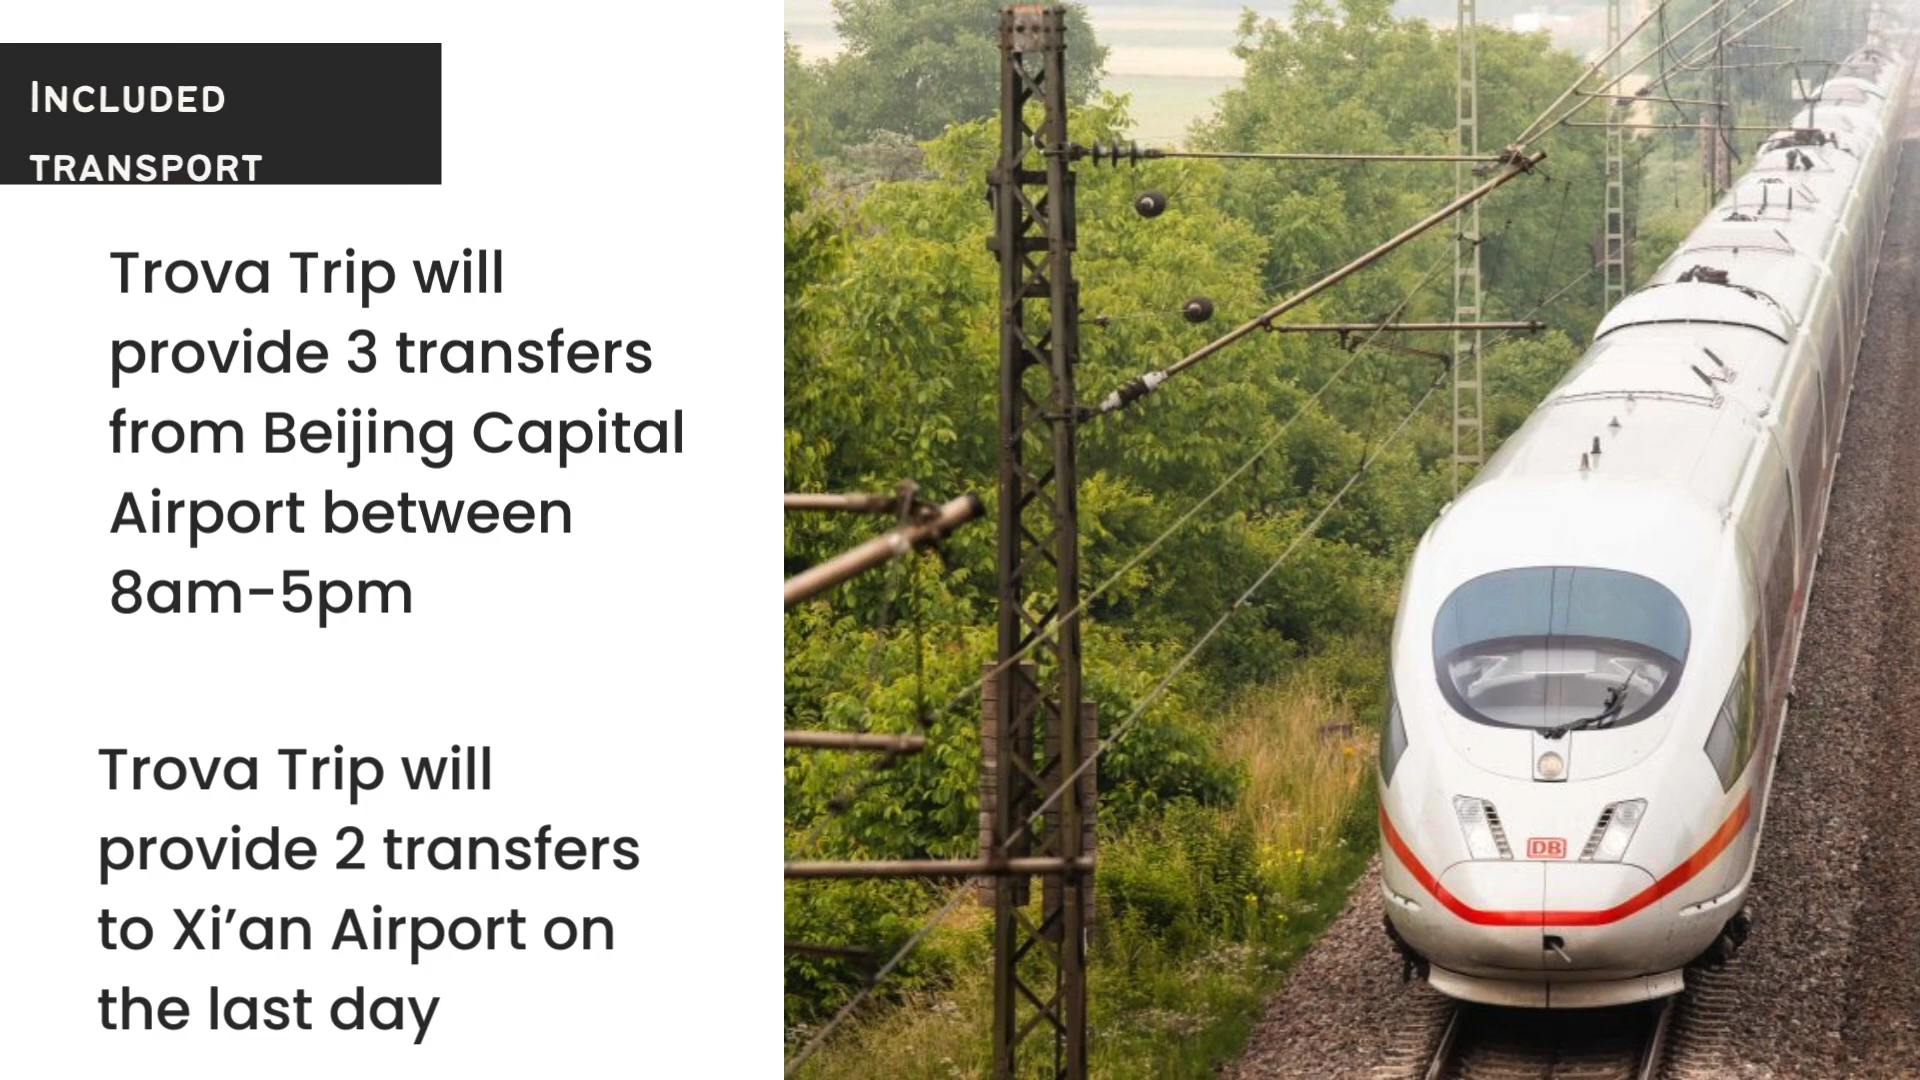 Included
transport
Trova Trip will
provide 3 transfers
from Beijing Capital
Airport between
8am-5pm
Trova Trip will
provide 2 transfers
to Xi’an Airport on
the last day
DB